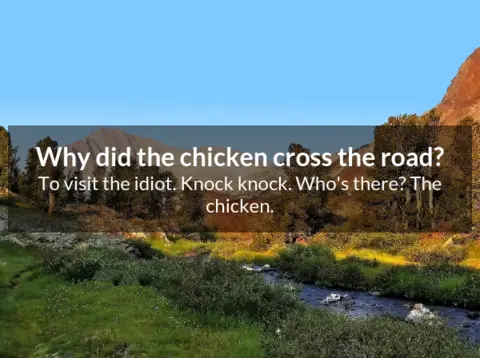 Why did the chicken cross the road?
To visit the idiot. Knock knock. Who's there? The
chicken.